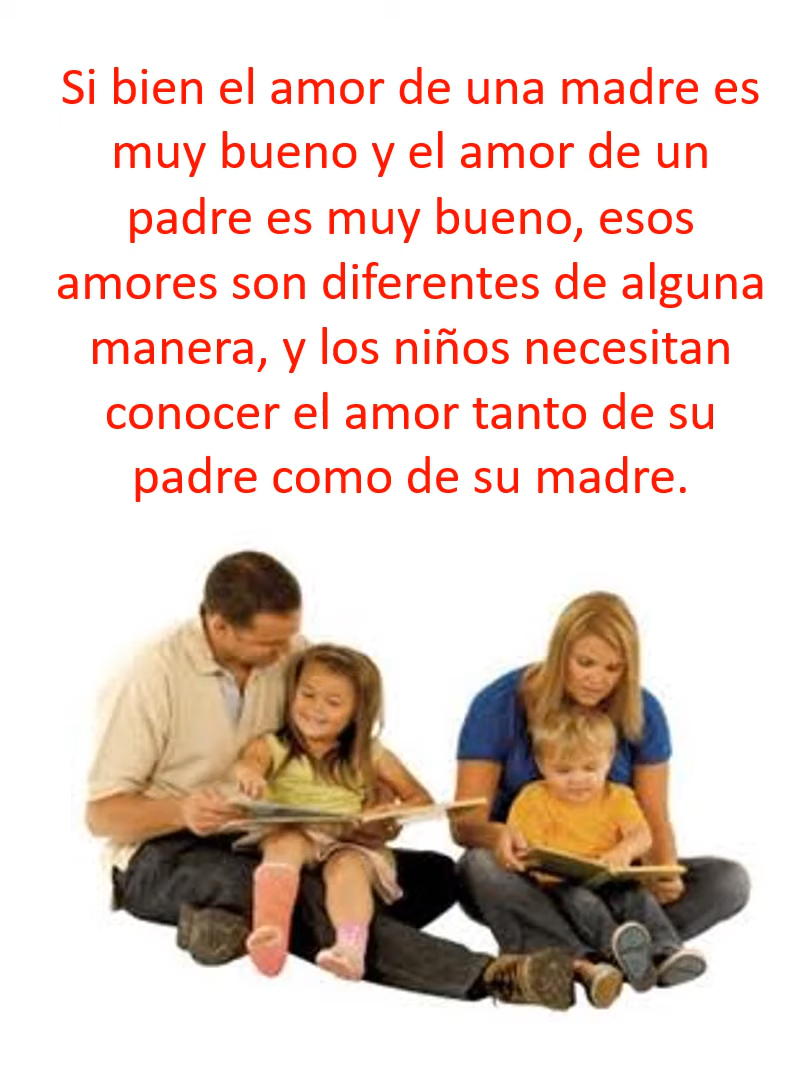 Si bien el amor de una madre es
muy bueno y el amor de un
padre es muy bueno, esos
amores son diferentes de alguna
manera, y los niños necesitan
conocer el amor tanto de su
padre como de su madre.